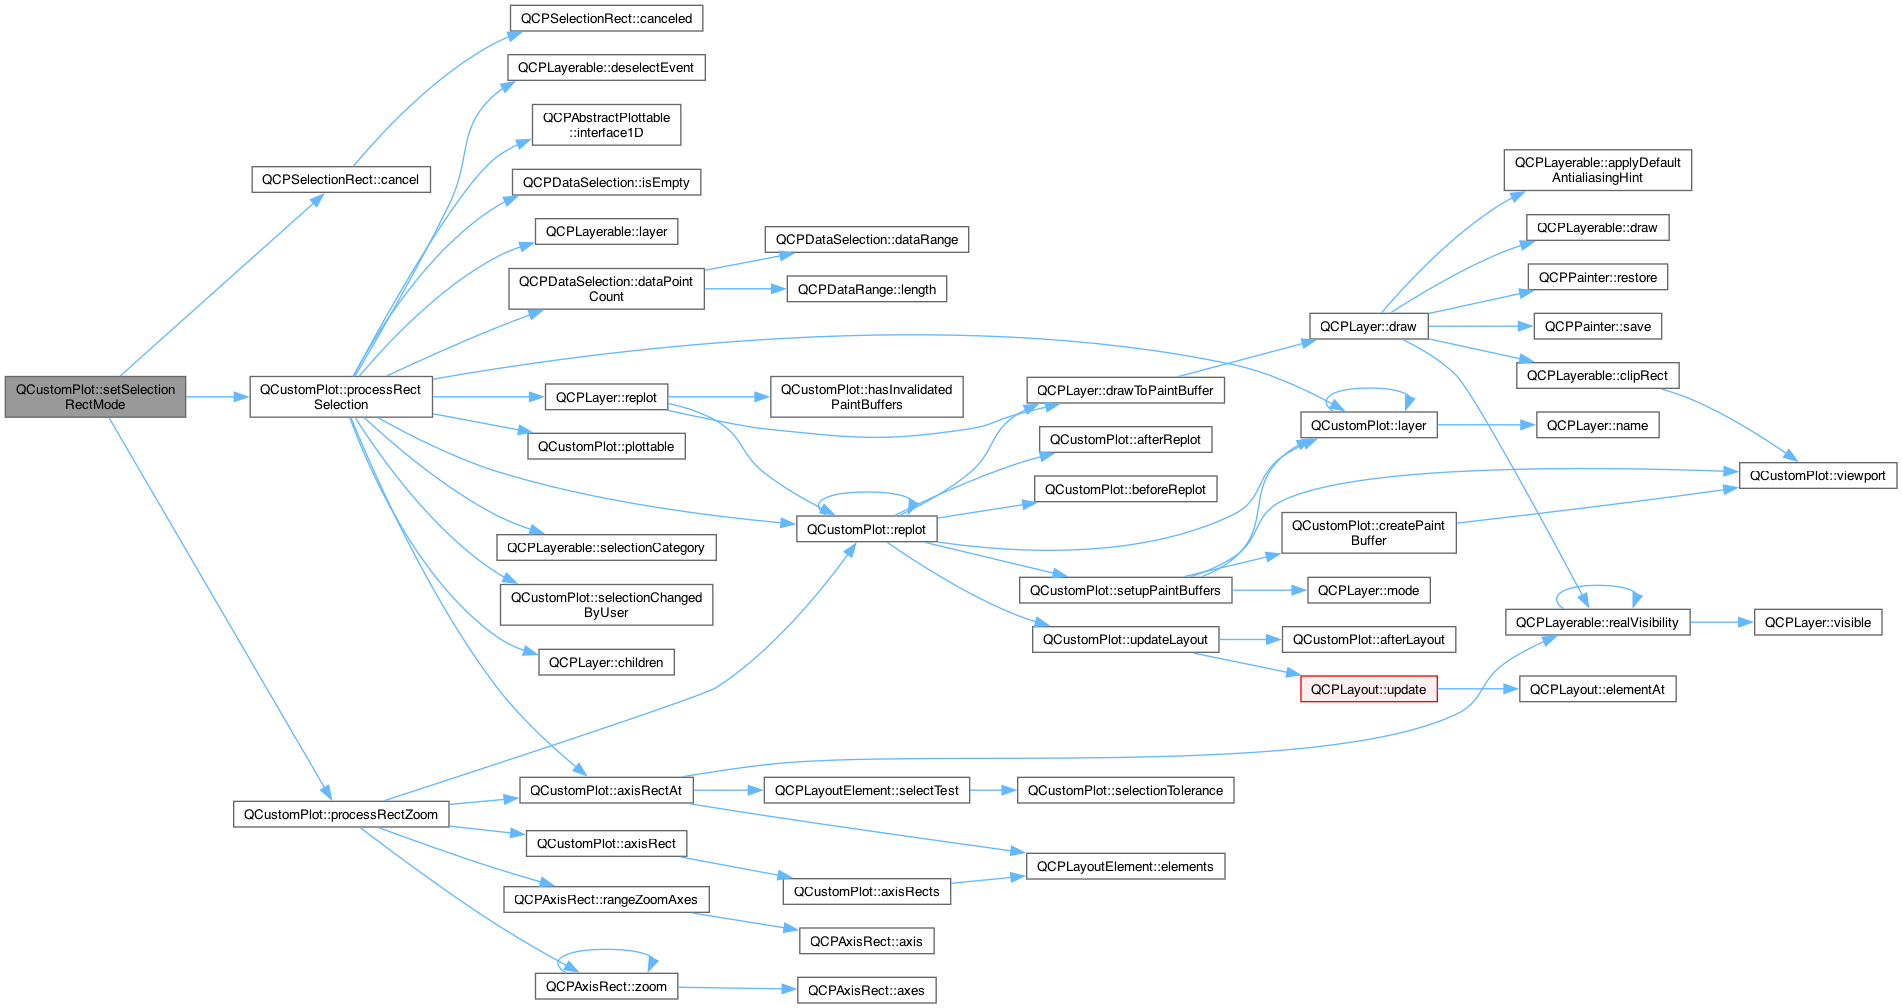 QCustomPlot::setSelection
RectMode
QCPSelectionRect::cancel
QCPSelectionRect::canceled
QCustomPlot::processRect
Selection
QCPLayerable::deselectEvent
QCPAbstractPlottable
::interface1D
QCPDataSelection::isEmpty
QCPLayerable::layer
QCPDataSelection::dataPoint
Count
QCPDataSelection::dataRange
QCPDataRange::length
QCPLayer::replot
QCustomPlot::hasInvalidated
PaintBuffers
QCustomPlot::plottable
QCustomPlot::replot
QCPLayerable::selectionCategory
QCustomPlot::selectionChanged
ByUser
QCPLayer::children
QCPLayer::drawToPaintBuffer
QCustomPlot::afterReplot
QCustomPlot::beforeReplot
QCustomPlot::setupPaintBuffers
QCustomPlot::updateLayout
QCPLayer::draw
QCustomPlot::layer
QCustomPlot::createPaint
Buffer
QCPLayer::mode
QCustomPlot::afterLayout
QCPLayout::update
QCPLayerable::applyDefault
AntialiasingHint
QCPLayerable::draw
QCPPainter::restore
QCPPainter::save
QCPLayerable::clipRect
QCPLayer::name
QCustomPlot::viewport
QCPLayerable::realVisibility
QCPLayer::visible
QCPLayout::elementAt
QCustomPlot::processRectZoom
QCustomPlot::axisRectAt
QCPLayoutElement::selectTest
QCustomPlot::selectionTolerance
QCustomPlot::axisRect
QCustomPlot::axisRects
QCPLayoutElement::elements
QCPAxisRect::rangeZoomAxes
QCPAxisRect::axis
QCPAxisRect::zoom
QCPAxisRect::axes